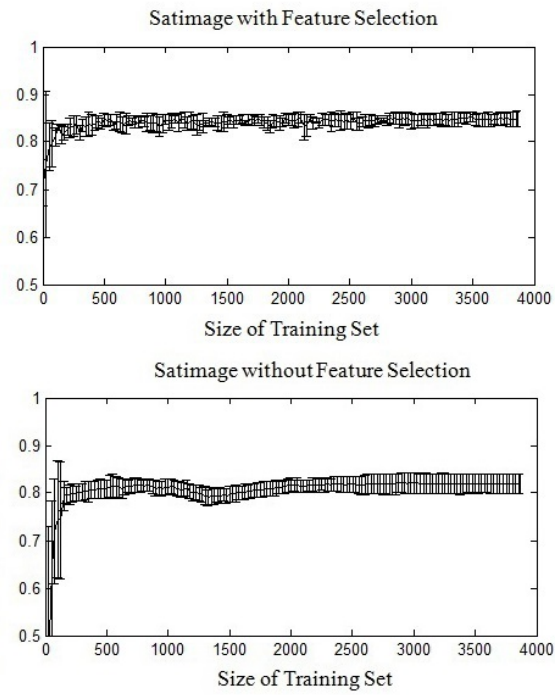 Satimage with Feature Selection
1
0.9
0.8
0.7
0.6
0.5
0 500 1000 1500 2000 2500 3000 3500 4000
Size of Training Set
Satimage without Feature Selection
1
0.9
0.8
0.7
0.6
0.5
0 500 1000 1500 2000 2500 3000 3500 4000
Size of Training Set